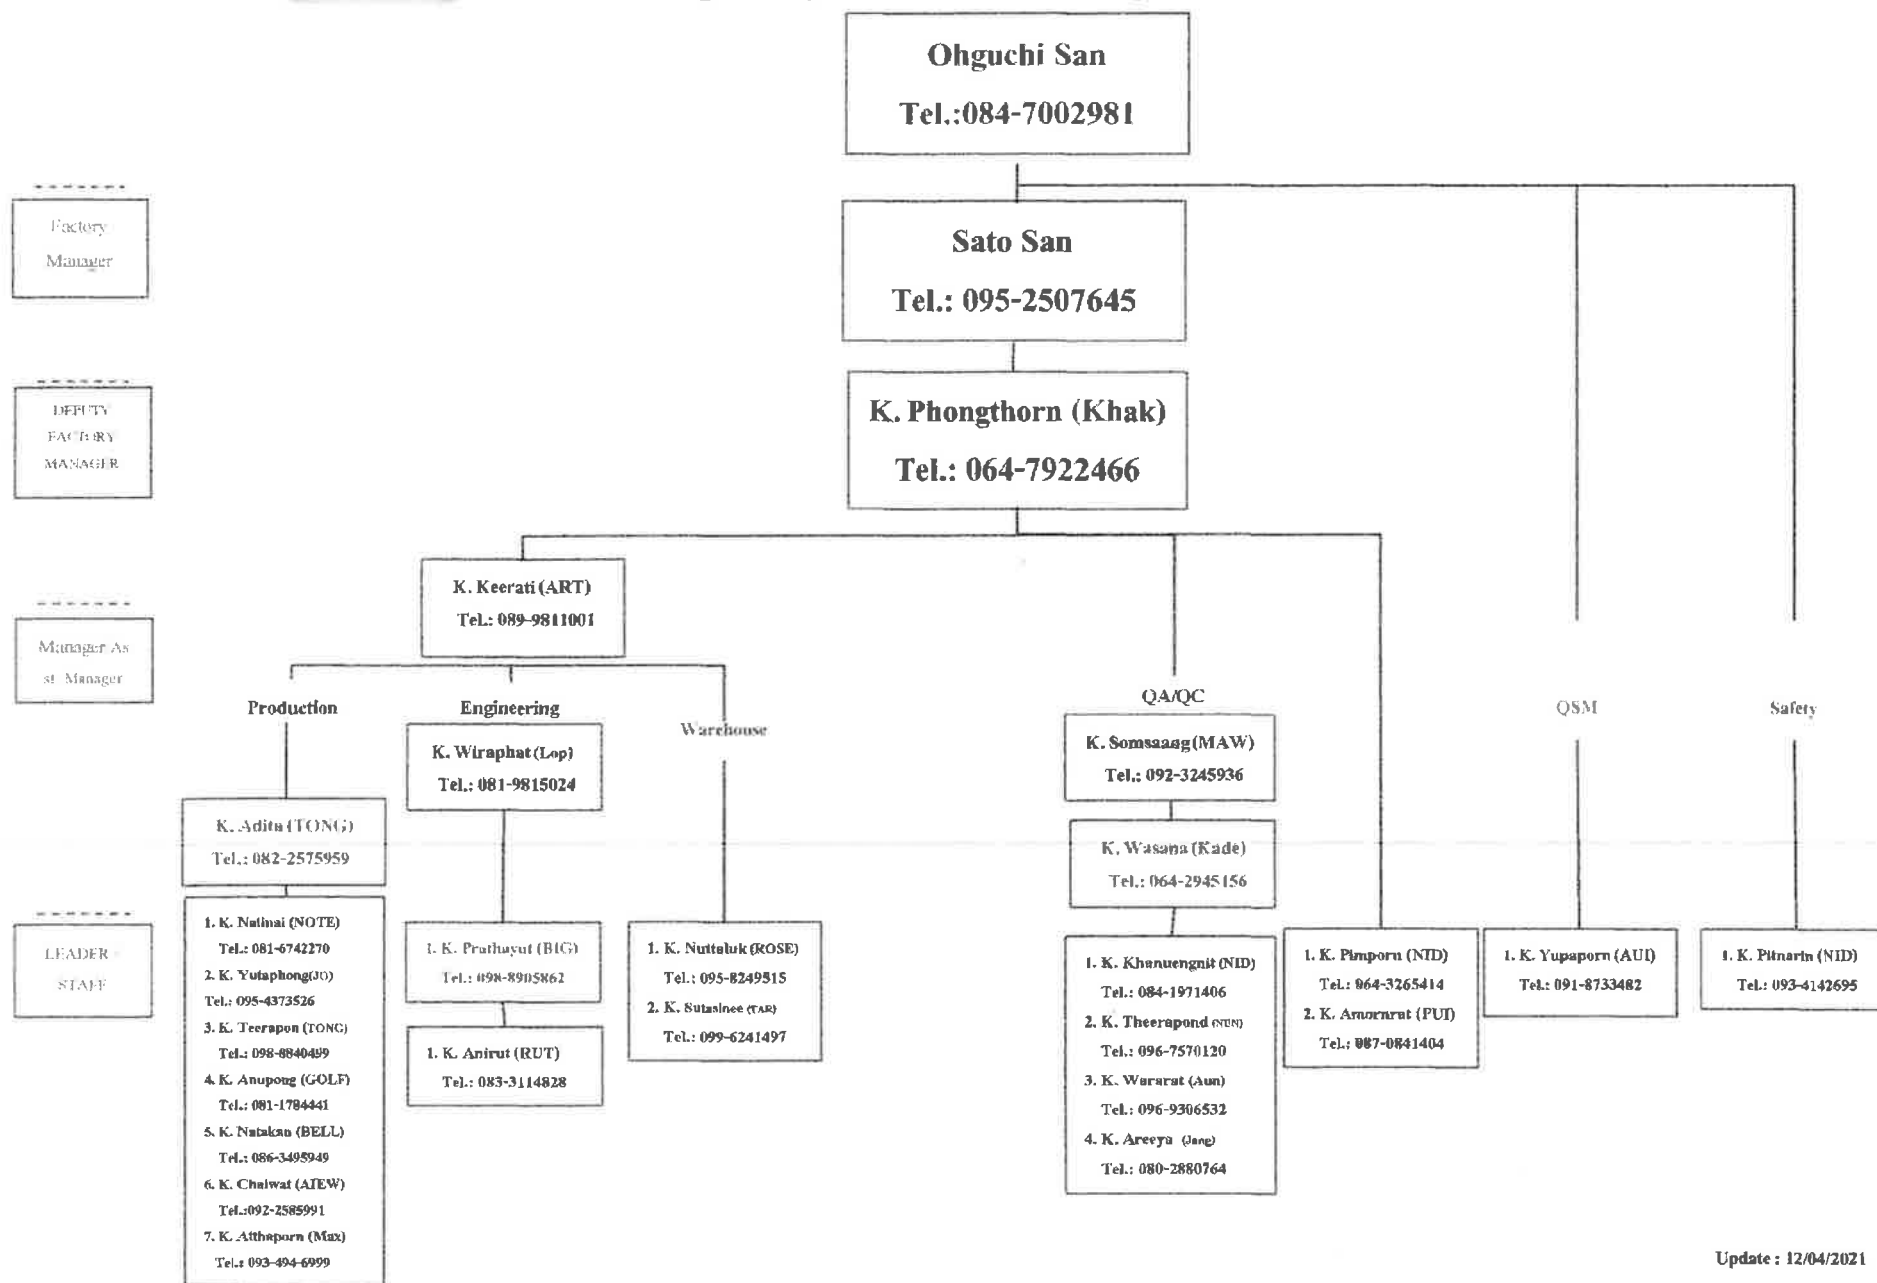 Ohguchi San
Tel.:084-7002981
Factory
Manager
Sato San
Tel.: 095-2507645
DEPUTY
FACTORY
MANAGER
K. Phongthorn (Khak)
Tel.: 064-7922466
K. Keerati (ART)
Tel.: 089-9811001
Manager As
st. Manager
Production
Engineering
Warehouse
QA/QC
QSM
Safety
K. Wiraphat (Lop)
Tel.: 081-9815024
K. Somsaang (MAW)
Tel.: 092-3245936
K. Adita (TONG)
Tel.: 082-2575959
K. Wasana (Kade)
Tel.: 064-2945156
LEADER
STAFF
1. K. Natinai (NOTE)
Tel.: 081-6742270
2. K. Yutaphong(JO)
Tel.: 095-4373526
3. K. Teerapon (TONG)
Tel.: 098-8840499
4. K. Anupong (GOLF)
Tel.: 081-1784441
5. K. Natakan (BELL)
Tel.: 086-3495949
6. K. Chaiwat (AIEW)
Tel.:092-2585991
7. K. Atthaporn (Max)
Tel.: 093-494-6999
1. K. Prathayut (BIG)
Tel.: 098-8905862
1. K. Anirut (RUT)
Tel.: 083-3114828
1. K. Nuttaluk (ROSE)
Tel.: 095-8249515
2. K. Sutasinee (TAR)
Tel.: 099-6241497
1. K. Khanuengnit (NID)
Tel.: 084-1971406
2. K. Theerapond
Tel.: 096-7570120
3. K. Wararat (Aun)
Tel.: 096-9306532
4. K. Areeya (Jang)
Tel.: 080-2880764
1. K. Pimporn (NID)
Tel.: 064-3265414
2. K. Amornrat (PUI)
Tel.: 087-0841404
1. K. Yupaporn (AUI)
Tel.: 091-8733482
1. K. Pitnarin (NID)
Tel.: 093-4142695
Update : 12/04/2021